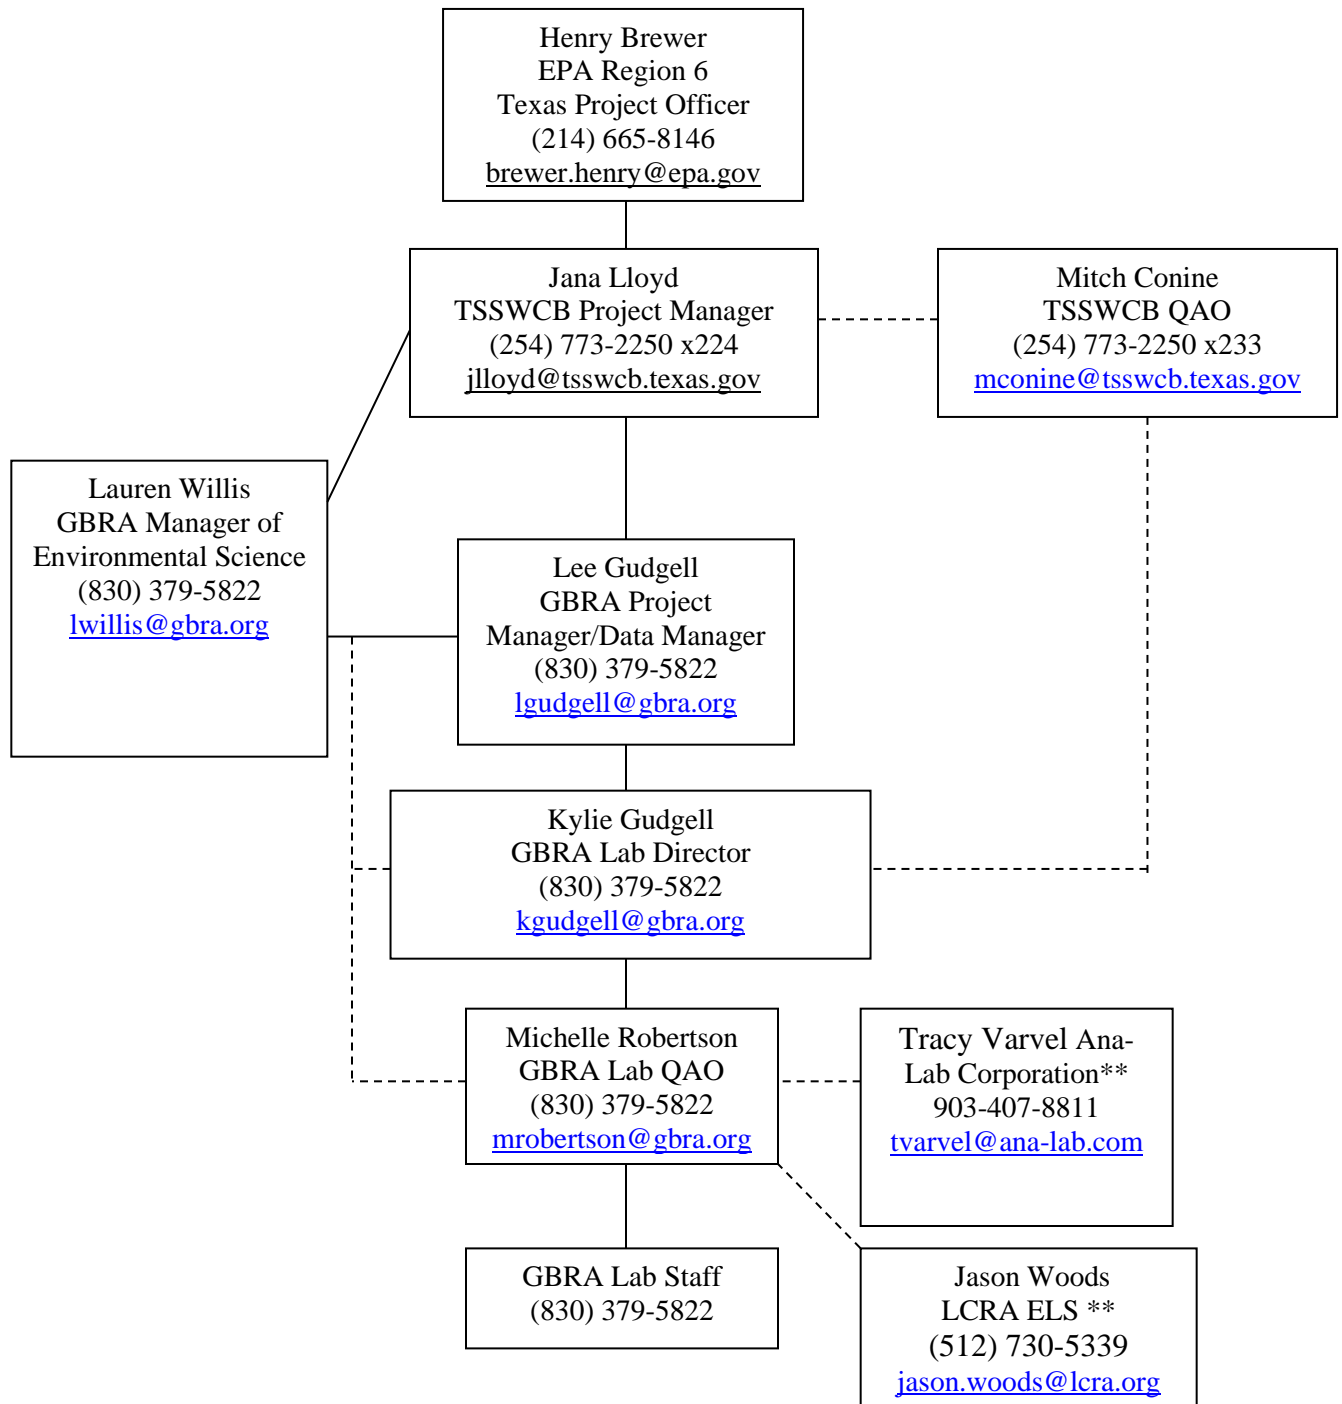 Henry Brewer
EPA Region 6
Texas Project Officer
(214) 665-8146
brewer.henry@epa.gov
Jana Lloyd
TSSWCB Project Manager
(254) 773-2250 x224
jlloyd@tsswcb.texas.gov
Mitch Conine
TSSWCB QAO
(254) 773-2250 x233
mconine@tsswcb.texas.gov
Lauren Willis
GBRA Manager of
Environmental Science
(830) 379-5822
lwillis@gbra.org
Lee Gudgell
GBRA Project
Manager/Data Manager
(830) 379-5822
lgudgell@gbra.org
Kylie Gudgell
GBRA Lab Director
(830) 379-5822
kgudgell@gbra.org
Michelle Robertson
GBRA Lab QAO
(830) 379-5822
mrobertson@gbra.org
Tracy Varvel Ana-
Lab Corporation**
903-407-8811
tvarvel@ana-lab.com
GBRA Lab Staff
(830) 379-5822
Jason Woods
LCRA ELS **
(512) 730-5339
jason.woods@lcra.org